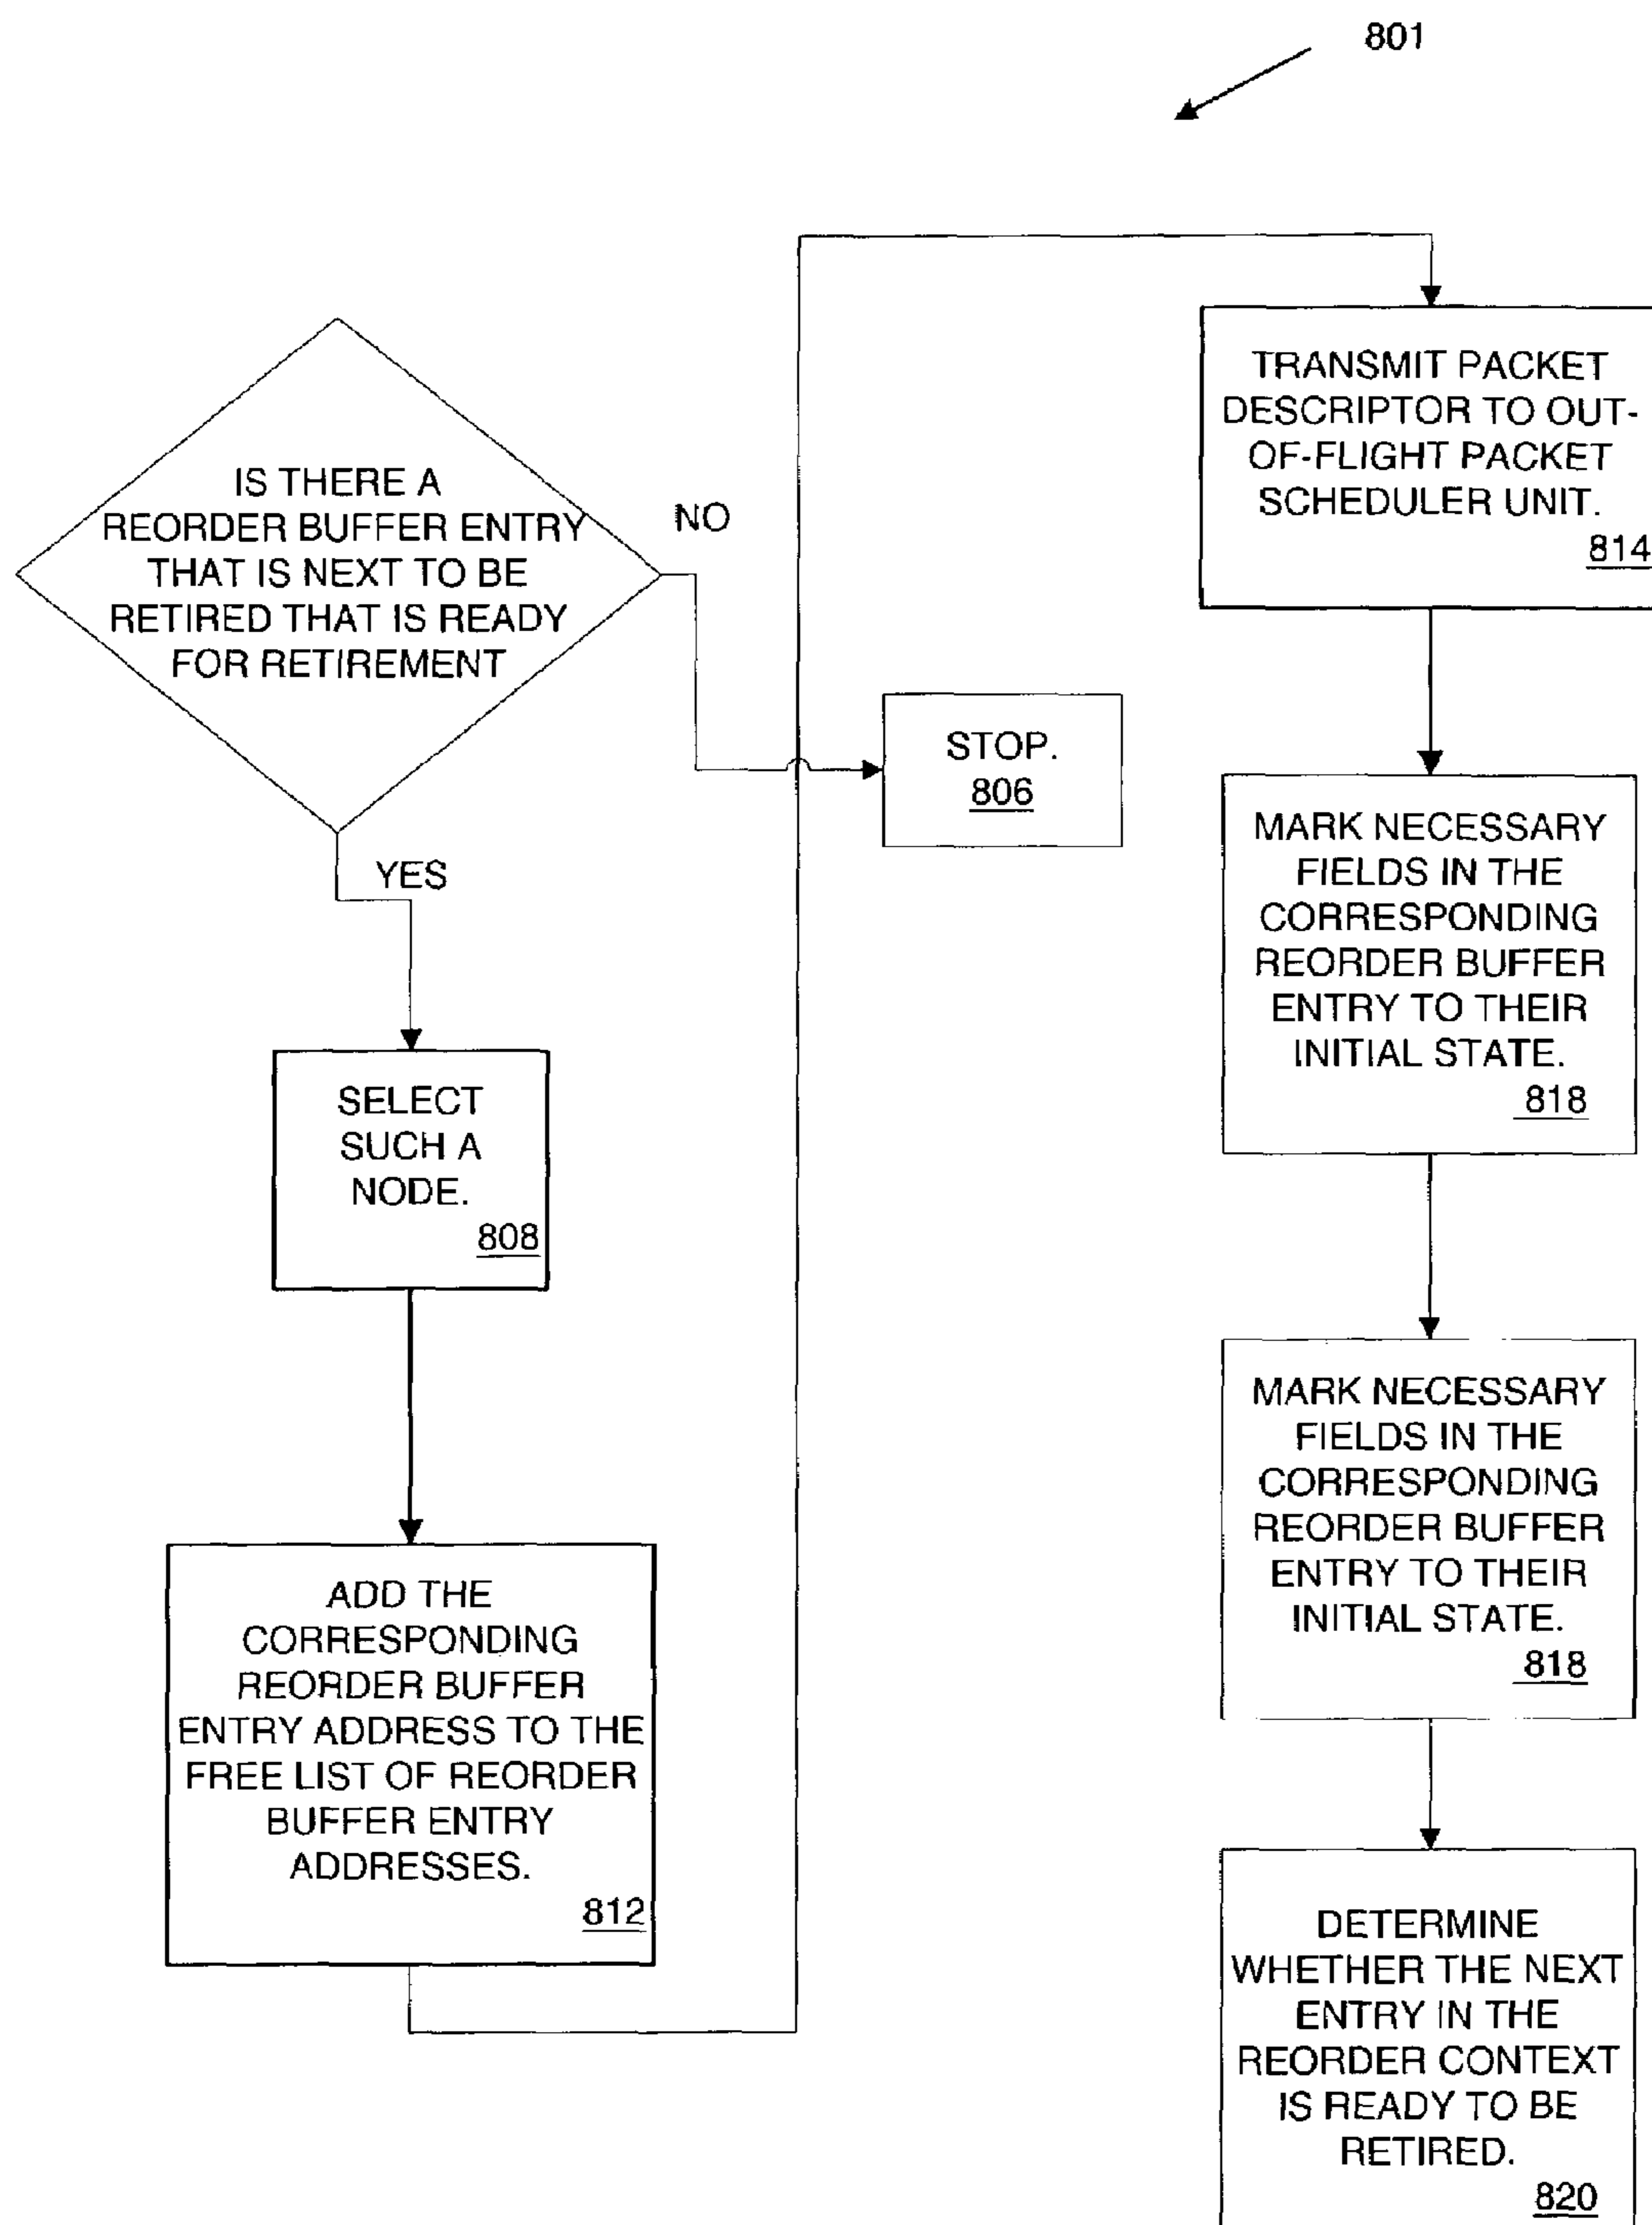 801
IS THERE A
REORDER BUFFER ENTRY
THAT IS NEXT TO BE
RETIRED THAT IS READY
FOR RETIREMENT
NO
YES
STOP.
806
SELECT
SUCH A
NODE.
808
ADD THE
CORRESPONDING
REORDER BUFFER
ENTRY ADDRESS TO THE
FREE LIST OF REORDER
BUFFER ENTRY
ADDRESSES.
812
TRANSMIT PACKET
DESCRIPTOR TO OUT-
OF-FLIGHT PACKET
SCHEDULER UNIT.
814
MARK NECESSARY
FIELDS IN THE
CORRESPONDING
REORDER BUFFER
ENTRY TO THEIR
INITIAL STATE.
818
MARK NECESSARY
FIELDS IN THE
CORRESPONDING
REORDER BUFFER
ENTRY TO THEIR
INITIAL STATE.
818
DETERMINE
WHETHER THE NEXT
ENTRY IN THE
REORDER CONTEXT
IS READY TO BE
RETIRED.
820